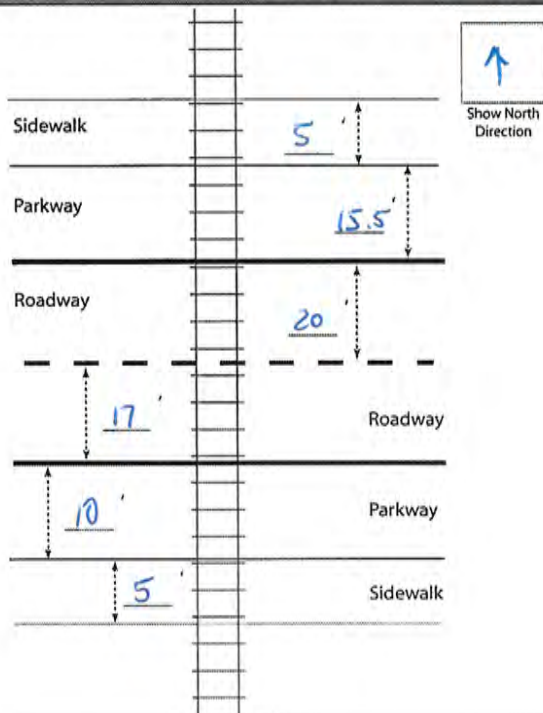 ↑
Show North
Direction
Sidewalk
5 '
Parkway
15.5 '
Roadway
20 '
17 '
Roadway
10 '
Parkway
5 '
Sidewalk